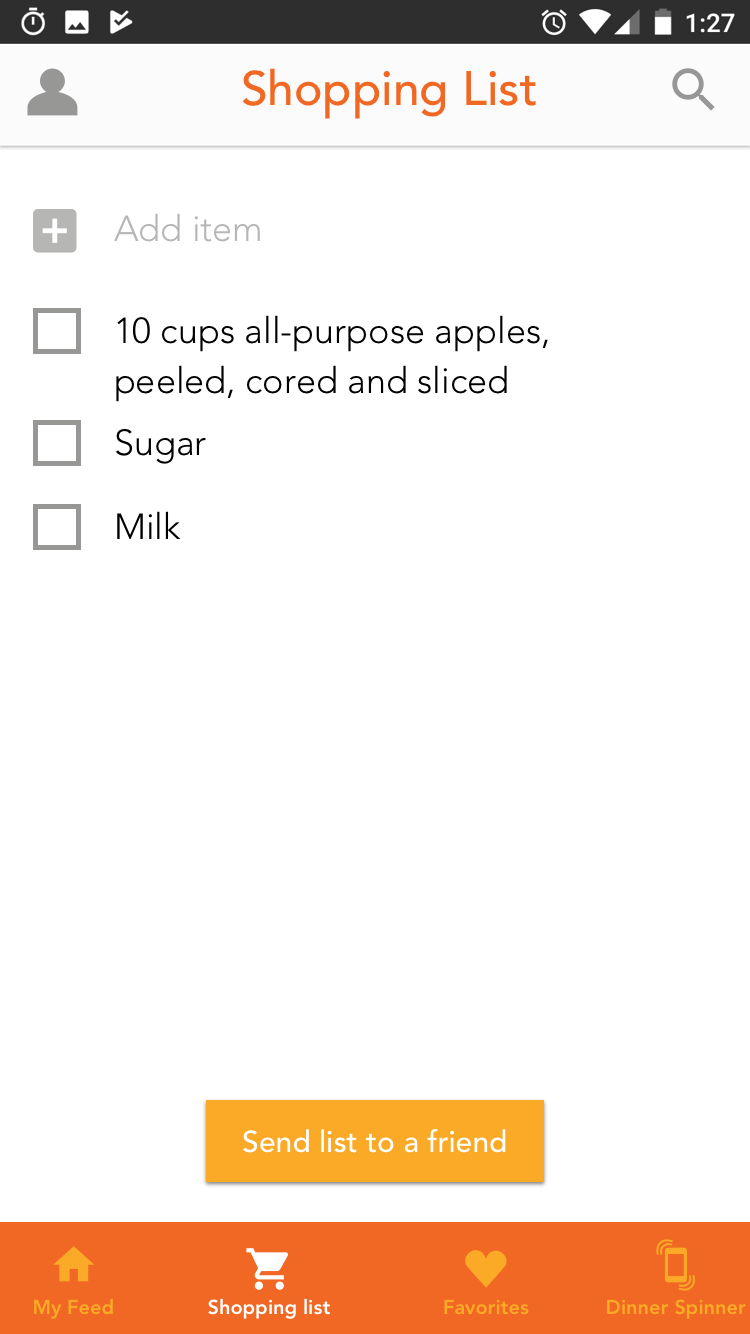 1:27
Shopping List
Add item
10 cups all-purpose apples,
peeled, cored and sliced
Sugar
Milk
Send list to a friend
My Feed
Shopping list
Favorites
Dinner Spinner